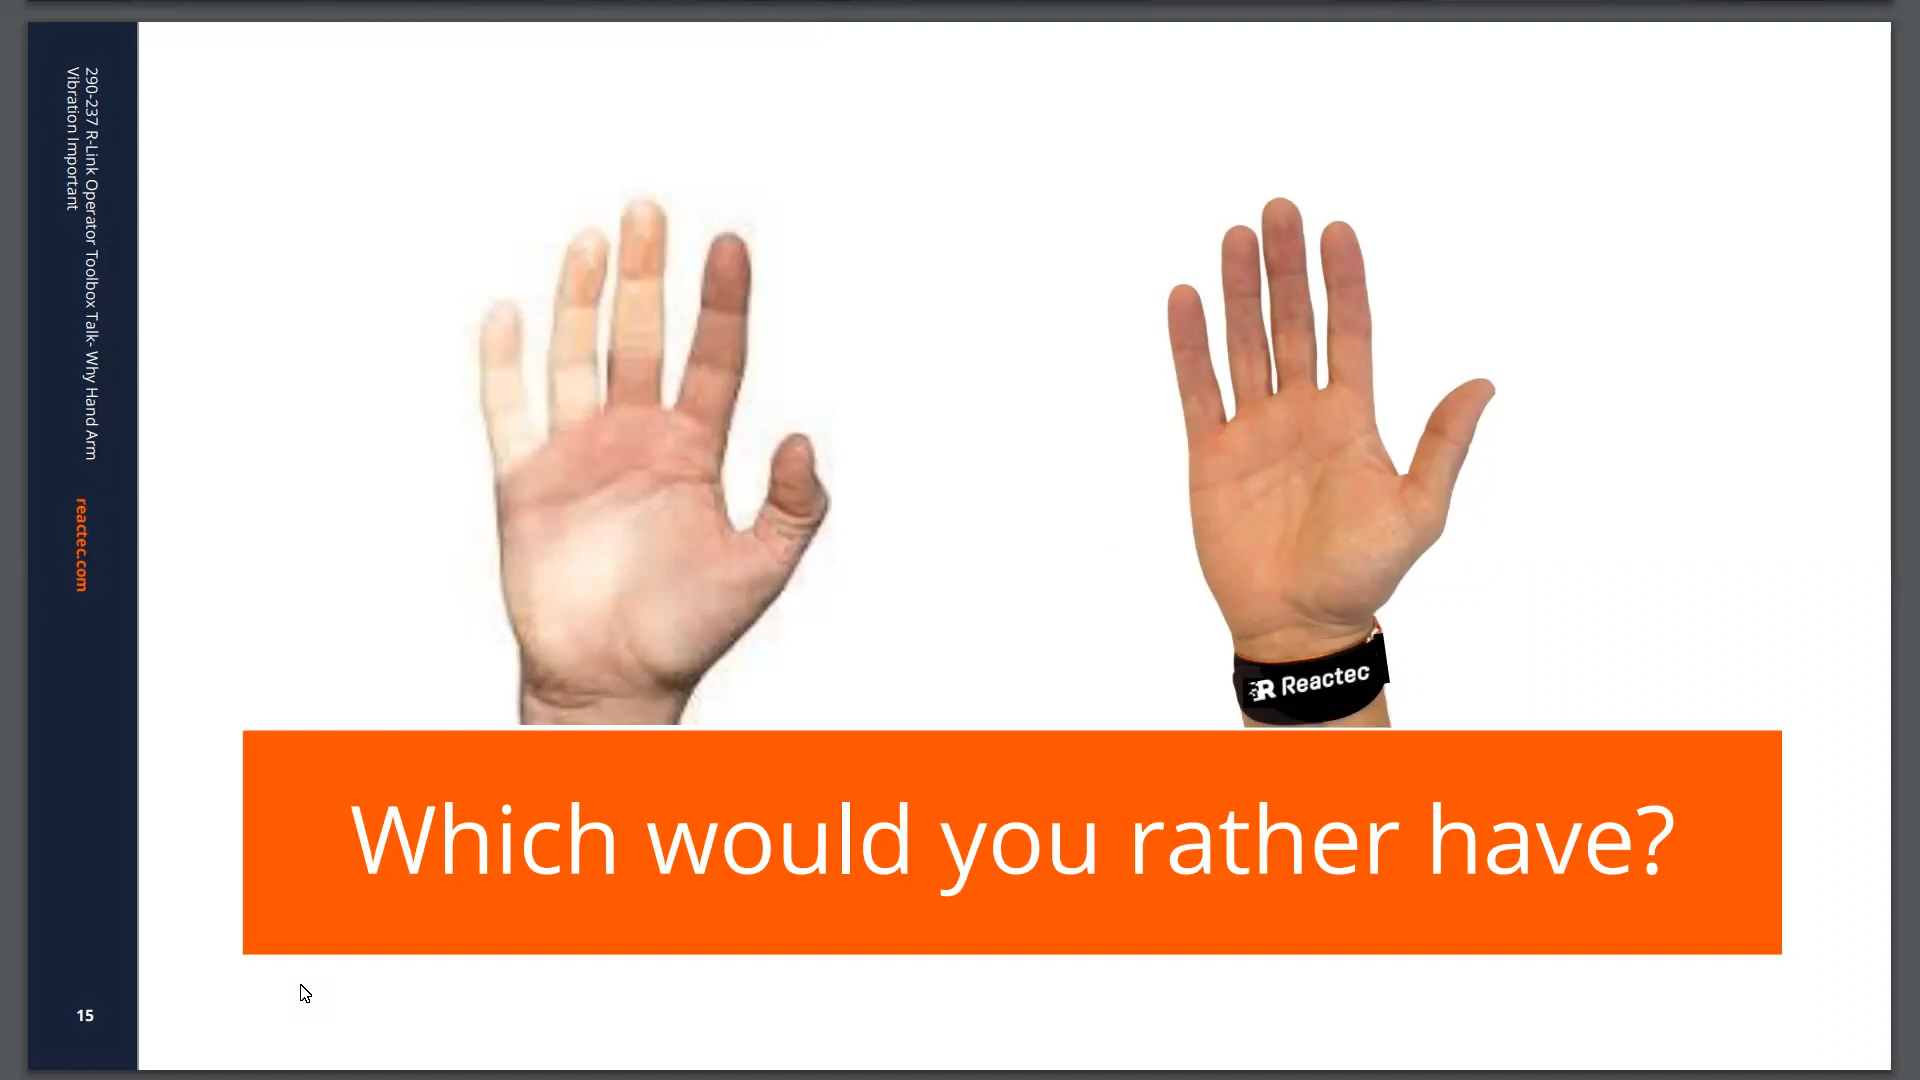 290-237 R-Link Operator Toolbox Talk- Why Hand Arm
Vibration Important
reactec.com
R Reactec
Which would you rather have?
15